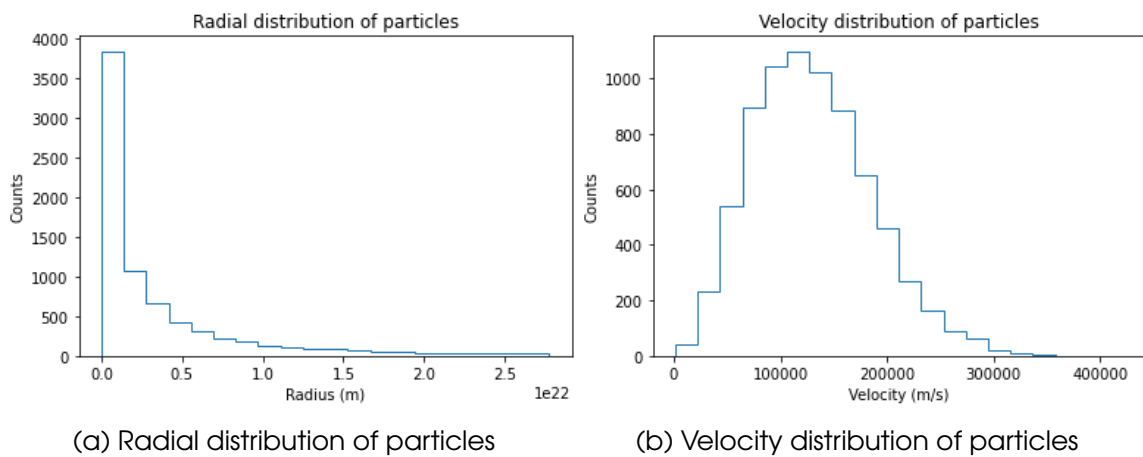 Radial distribution of particles
4000
3500
3000
2500
2000
1500
1000
500
0
Counts
0.0 0.5 1.0 1.5 2.0 2.5
1e22
Radius (m)
(a) Radial distribution of particles
Velocity distribution of particles
1000
800
600
400
200
0
Counts
0 100000 200000 300000 400000
Velocity (m/s)
(b) Velocity distribution of particles